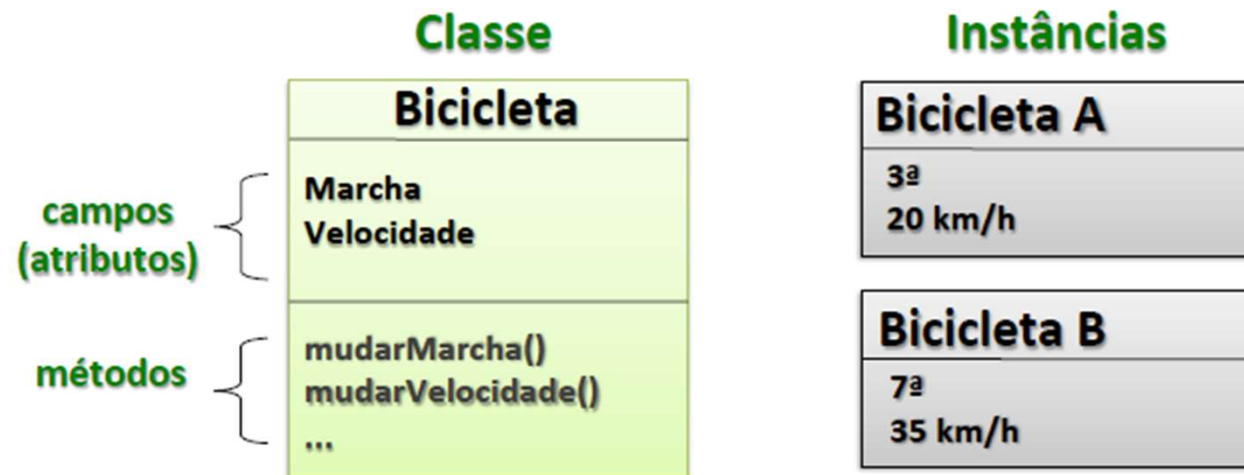 Classe
Bicicleta
campos
(atributos)
Marcha
Velocidade
métodos
mudarMarcha()
mudarVelocidade()
...
Instâncias
Bicicleta A
3ª
20 km/h
Bicicleta B
7ª
35 km/h